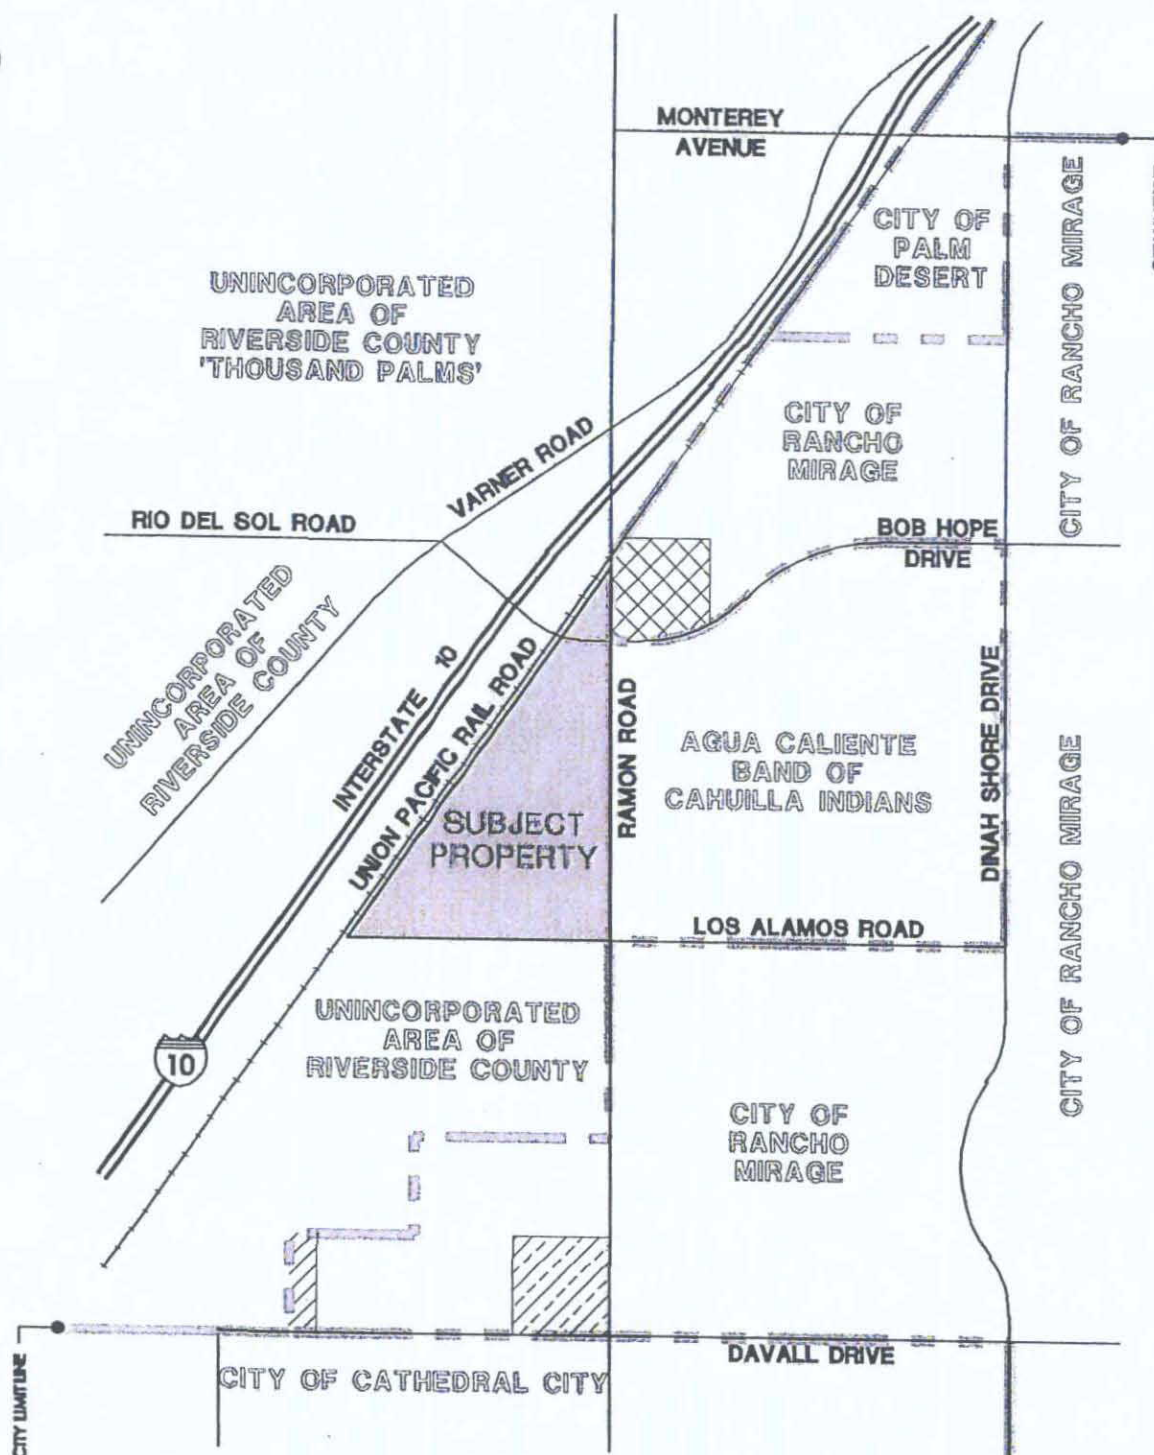 MONTEREY
AVENUE
CITY OF
PALM
DESERT
CITY OF RANCHO MIRAGE
UNINCORPORATED
AREA OF
RIVERSIDE COUNTY
'THOUSAND PALMS'
CITY OF
RANCHO
MIRAGE
VARNER ROAD
RIO DEL SOL ROAD
BOB HOPE
DRIVE
UNINCORPORATED
AREA OF
RIVERSIDE COUNTY
INTERSTATE 10
UNION PACIFIC RAIL ROAD
SUBJECT
PROPERTY
RAMON ROAD
AGUA CALIENTE
BAND OF
CAHUILLA INDIANS
DINAH SHORE DRIVE
CITY OF RANCHO MIRAGE
LOS ALAMOS ROAD
UNINCORPORATED
AREA OF
RIVERSIDE COUNTY
10
CITY OF
RANCHO
MIRAGE
DAVALL DRIVE
CITY OF CATHEDRAL CITY
CITY LIMIT LINE